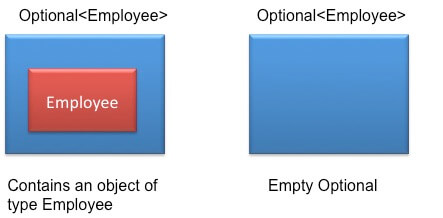 Optional<Employee>
Optional<Employee>
Employee
Contains an object of
type Employee
Empty Optional